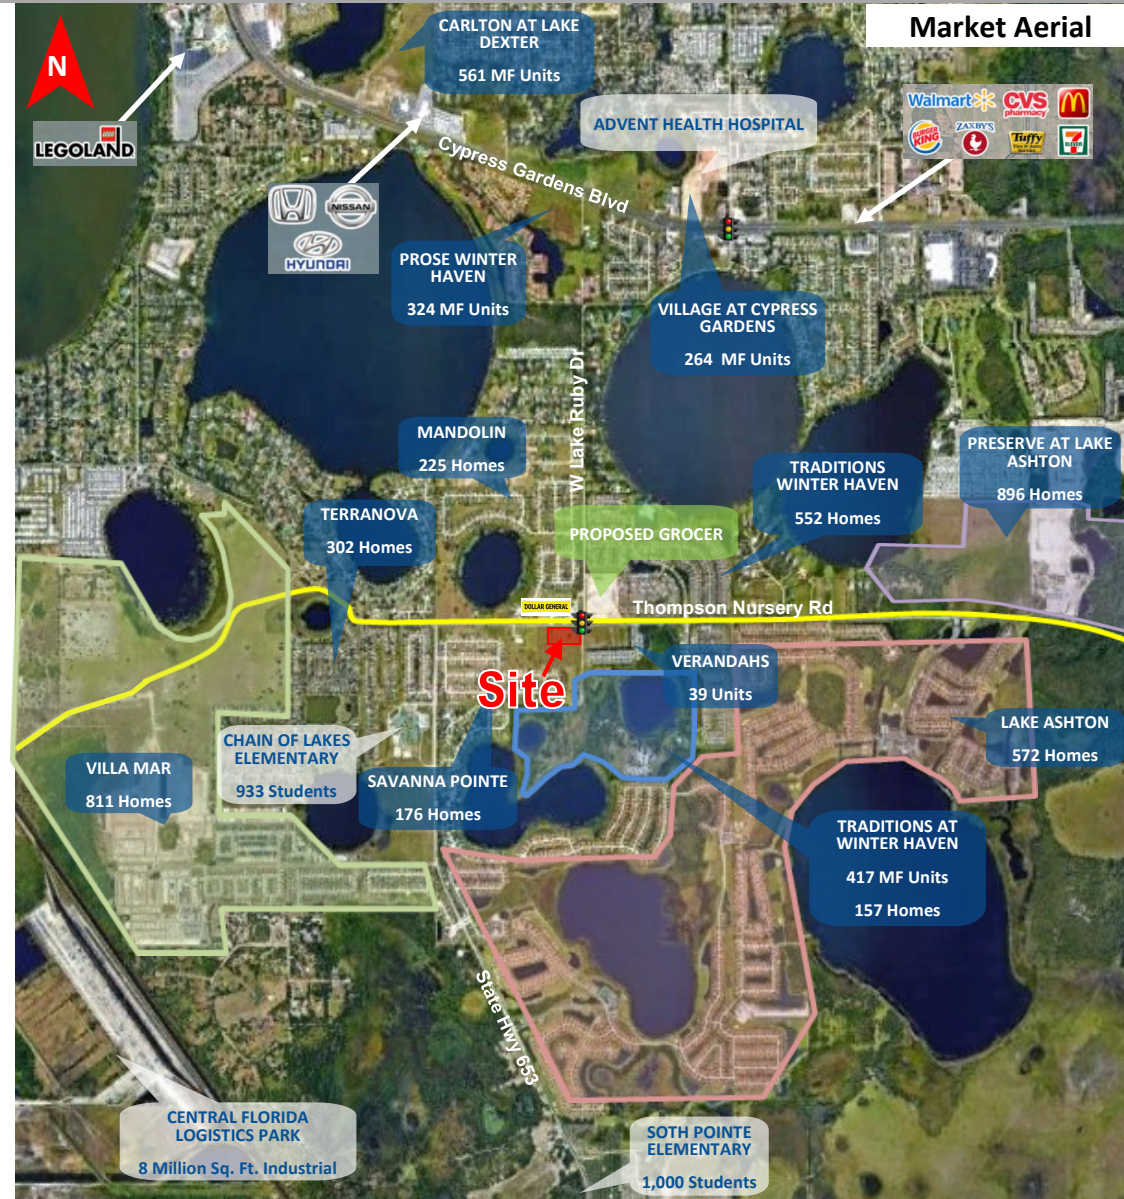 Market Aerial
N
CARLTON AT LAKE
DEXTER
561 MF Units
LEGOLAND
ADVENT HEALTH HOSPITAL
Walmart
CVS
pharmacy
M
BURGER
KING
ZAXBY'S
Tuffy
7
ELEVEN
Cypress Gardens Blvd
NISSAN
HYUNDAI
PROSE WINTER
HAVEN
324 MF Units
VILLAGE AT CYPRESS
GARDENS
264 MF Units
W Lake Ruby Dr
MANDOLIN
225 Homes
TRADITIONS
WINTER HAVEN
552 Homes
PRESERVE AT LAKE
ASHTON
896 Homes
TERRANOVA
302 Homes
PROPOSED GROCER
DOLLAR GENERAL
Thompson Nursery Rd
Site
VERANDAHS
39 Units
LAKE ASHTON
572 Homes
CHAIN OF LAKES
ELEMENTARY
933 Students
VILLA MAR
811 Homes
SAVANNA POINTE
176 Homes
TRADITIONS AT
WINTER HAVEN
417 MF Units
157 Homes
State Hwy 653
CENTRAL FLORIDA
LOGISTICS PARK
8 Million Sq. Ft. Industrial
SOTH POINTE
ELEMENTARY
1,000 Students